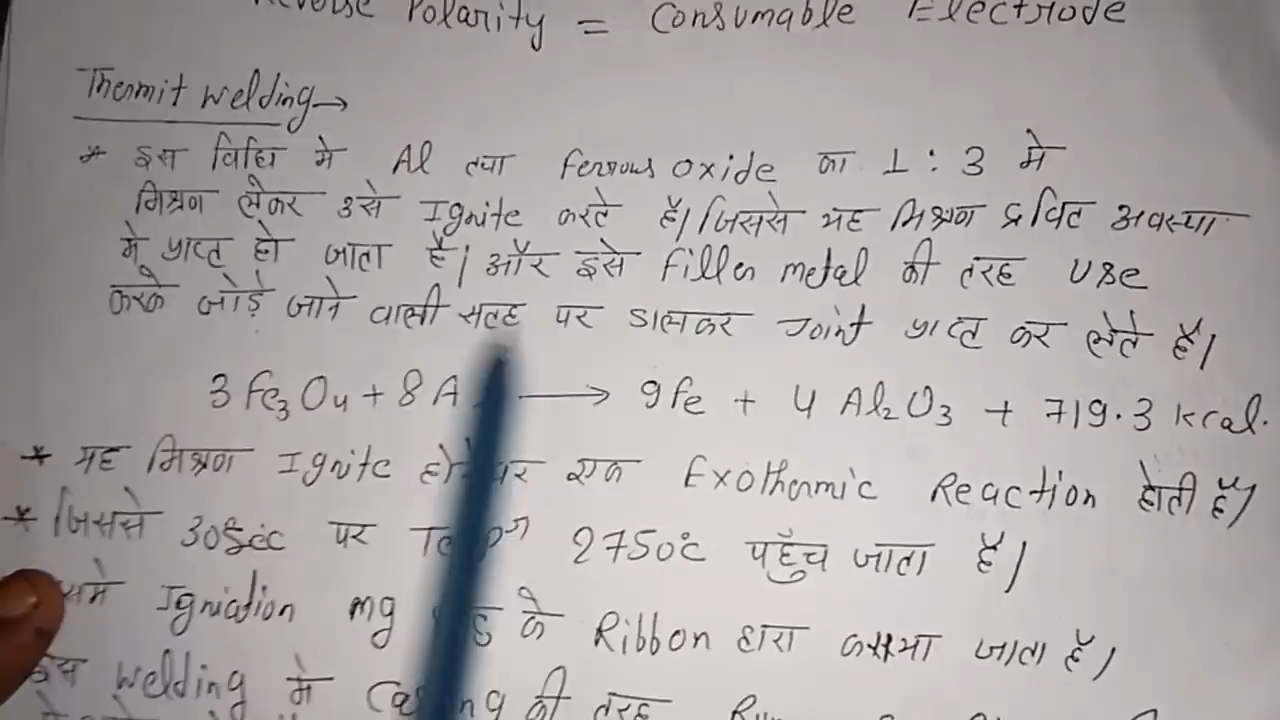 Polarity = Consumable Electrode
Thermit welding→
* इस विधि मे Al तथा ferrous oxide का 1 : 3 मे
मिश्रण लेकर उसे Ignite करते है। जिससे यह मिश्रण द्रवित अवस्था
मे प्राप्त हो जाता है। और इसे filler metal की तरह use
करके जोड़े जाने वाली सतह पर डालकर Joint प्राप्त कर लेते है।
3 Fe₃O₄ + 8 A → 9fe + 4 Al₂O₃ + 719.3 kcal.
* यह मिश्रण Ignite पर एक Exothermic Reaction होती है।
* जिससे 30Sec पर 2750℃ पहुँच जाता है।
Igniation mg के Ribbon द्वारा कराया जाता है।
इस welding मे की तरह